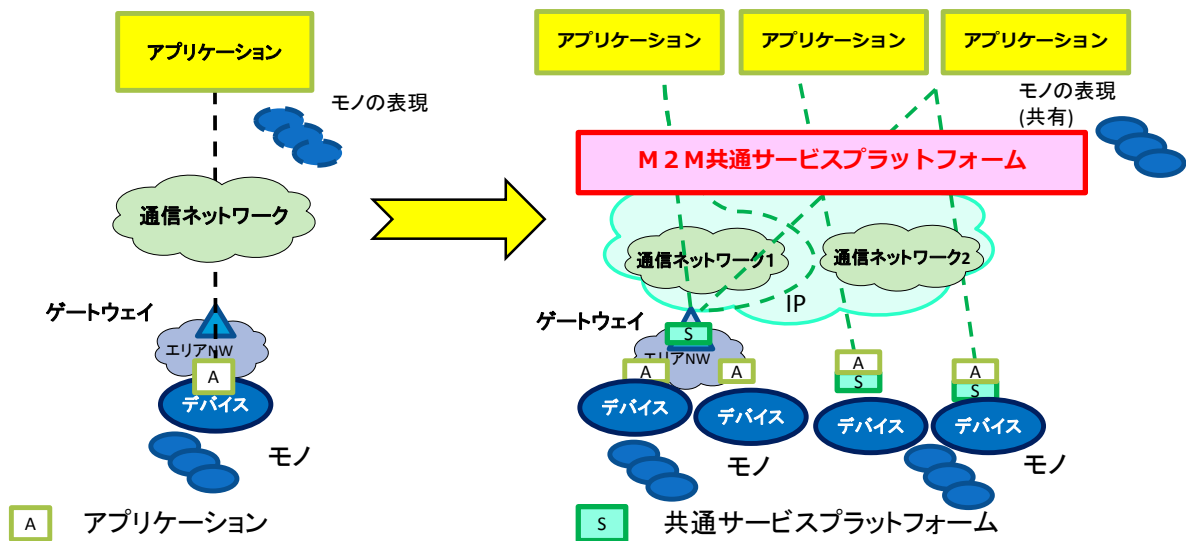 アプリケーション
モノの表現
通信ネットワーク
ゲートウェイ
エリアNW
A
デバイス
モノ
A
アプリケーション
アプリケーション
アプリケーション
アプリケーション
モノの表現
(共有)
M2M共通サービスプラットフォーム
通信ネットワーク1
通信ネットワーク2
IP
ゲートウェイ
S
エリアNW
A
A
A
S
A
S
デバイス
デバイス
デバイス
デバイス
モノ
モノ
S
共通サービスプラットフォーム